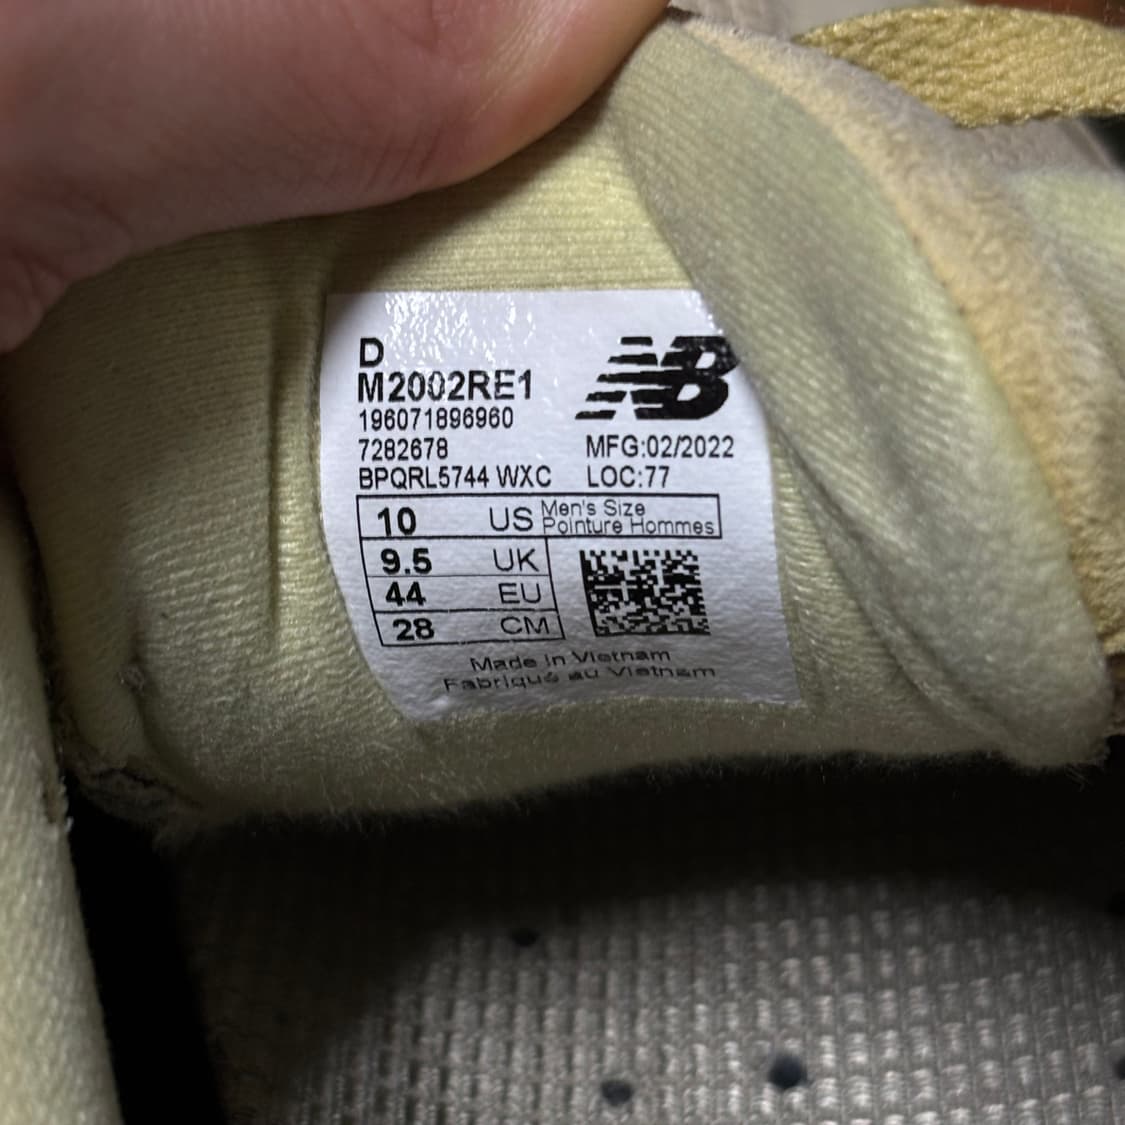 D
M2002RE1
196071896960
7282678 MFG:02/2022
BPQRL5744 WXC LOC:77
NB
10 US Men's Size
Pointure Hommes
9.5 UK
44 EU
28 CM
Made in Vietnam
Fabriqué au Vietnam